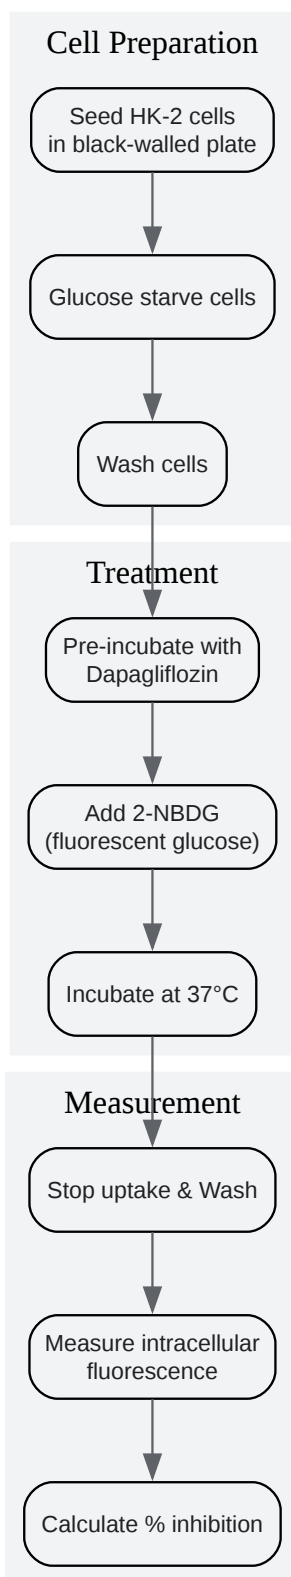 Cell Preparation
Seed HK-2 cells
in black-walled plate
Glucose starve cells
Wash cells
Treatment
Pre-incubate with
Dapagliflozin
Add 2-NBDG
(fluorescent glucose)
Incubate at 37°C
Measurement
Stop uptake & Wash
Measure intracellular
fluorescence
Calculate % inhibition